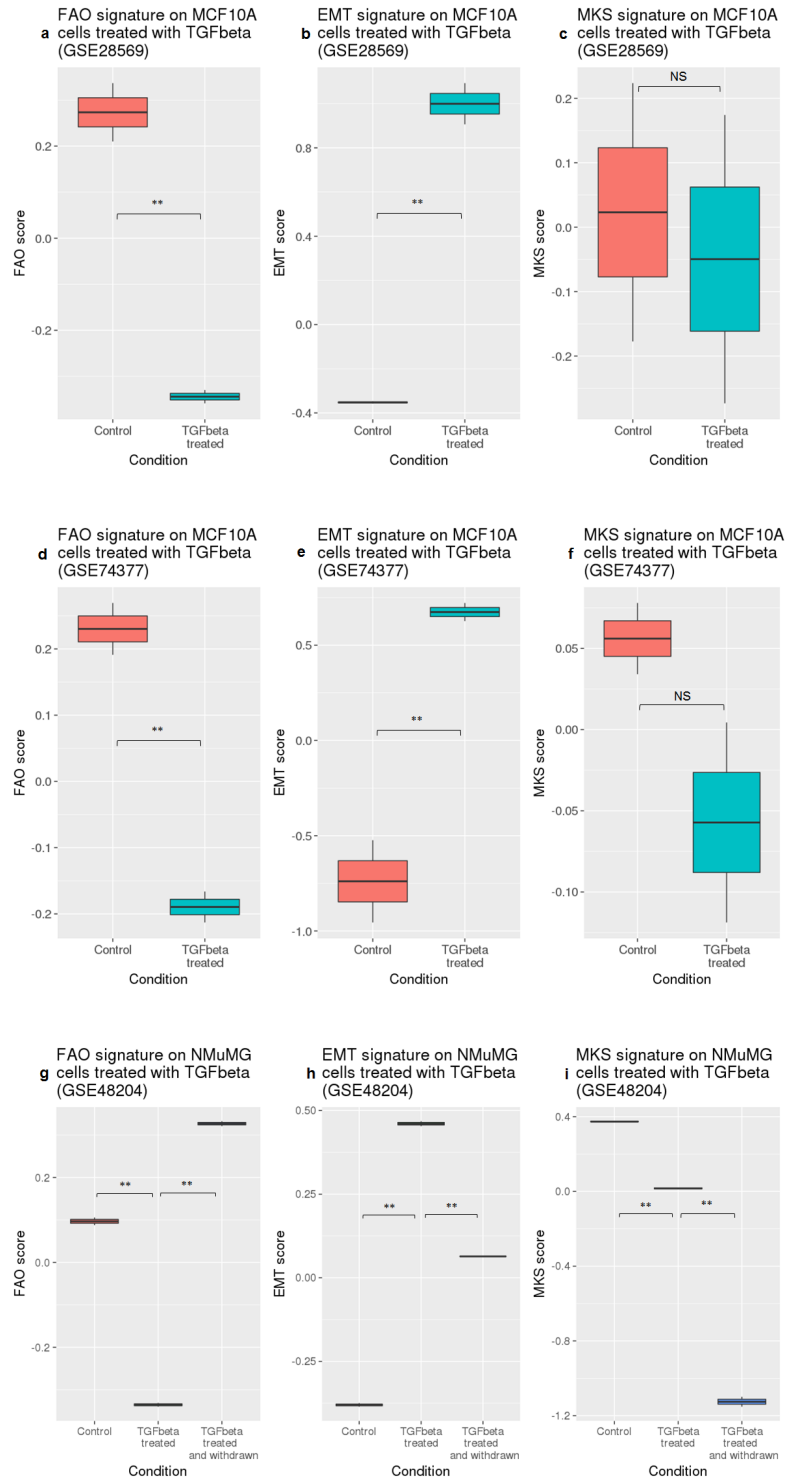 a
FAO signature on MCF10A
cells treated with TGFbeta
(GSE28569)
FAO score
0.2
0.0
-0.2
**
Control
TGFbeta
treated
Condition
b
EMT signature on MCF10A
cells treated with TGFbeta
(GSE28569)
EMT score
0.8
0.4
0.0
-0.4
**
Control
TGFbeta
treated
Condition
c
MKS signature on MCF10A
cells treated with TGFbeta
(GSE28569)
MKS score
0.2
0.1
0.0
-0.1
-0.2
NS
Control
TGFbeta
treated
Condition
d
FAO signature on MCF10A
cells treated with TGFbeta
(GSE74377)
FAO score
0.2
0.1
0.0
-0.1
-0.2
**
Control
TGFbeta
treated
Condition
e
EMT signature on MCF10A
cells treated with TGFbeta
(GSE74377)
EMT score
0.5
0.0
-0.5
-1.0
**
Control
TGFbeta
treated
Condition
f
MKS signature on MCF10A
cells treated with TGFbeta
(GSE74377)
MKS score
0.05
0.00
-0.05
-0.10
NS
Control
TGFbeta
treated
Condition
g
FAO signature on NMuMG
cells treated with TGFbeta
(GSE48204)
FAO score
0.2
0.0
-0.2
** **
Control
TGFbeta
treated
TGFbeta
treated
and withdrawn
Condition
h
EMT signature on NMuMG
cells treated with TGFbeta
(GSE48204)
EMT score
0.50
0.25
0.00
-0.25
** **
Control
TGFbeta
treated
TGFbeta
treated
and withdrawn
Condition
i
MKS signature on NMuMG
cells treated with TGFbeta
(GSE48204)
MKS score
0.4
0.0
-0.4
-0.8
-1.2
** **
Control
TGFbeta
treated
TGFbeta
treated
and withdrawn
Condition